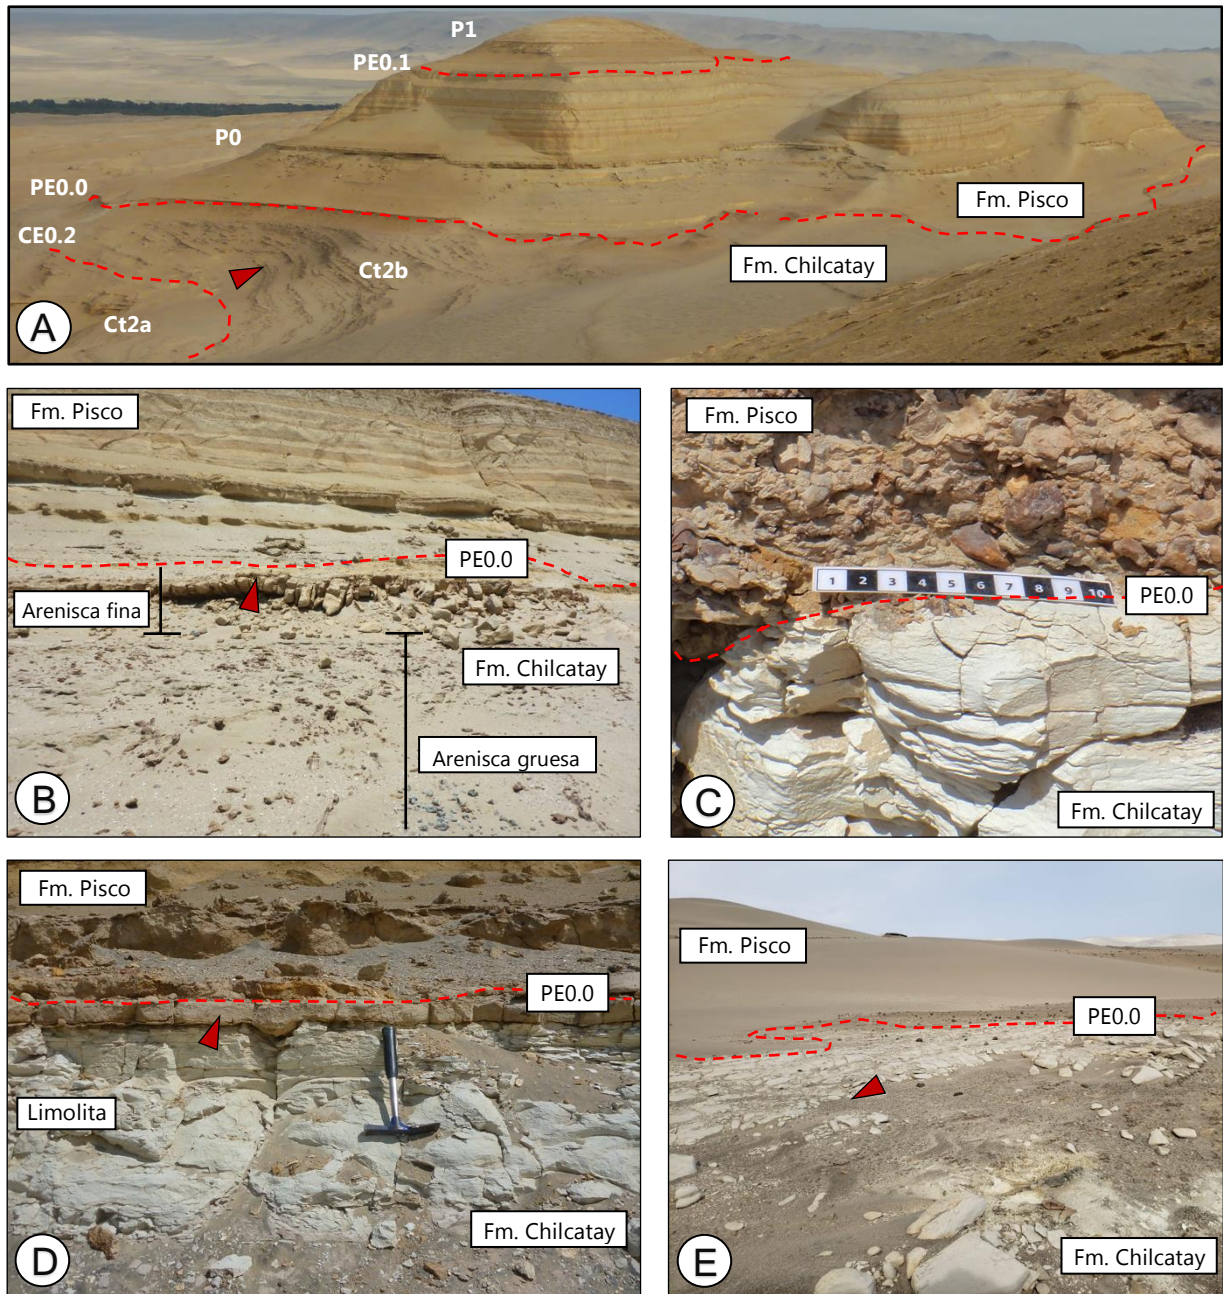 P1
PE0.1
P0
PE0.0
CE0.2
Ct2b
Ct2a
Fm. Pisco
Fm. Chilcatay
A
Fm. Pisco
PE0.0
Arenisca fina
Fm. Chilcatay
Arenisca gruesa
B
Fm. Pisco
1 2 3 4 5 6 7 8 9 10
PE0.0
Fm. Chilcatay
C
Fm. Pisco
PE0.0
Limolita
Fm. Chilcatay
D
Fm. Pisco
PE0.0
Fm. Chilcatay
E